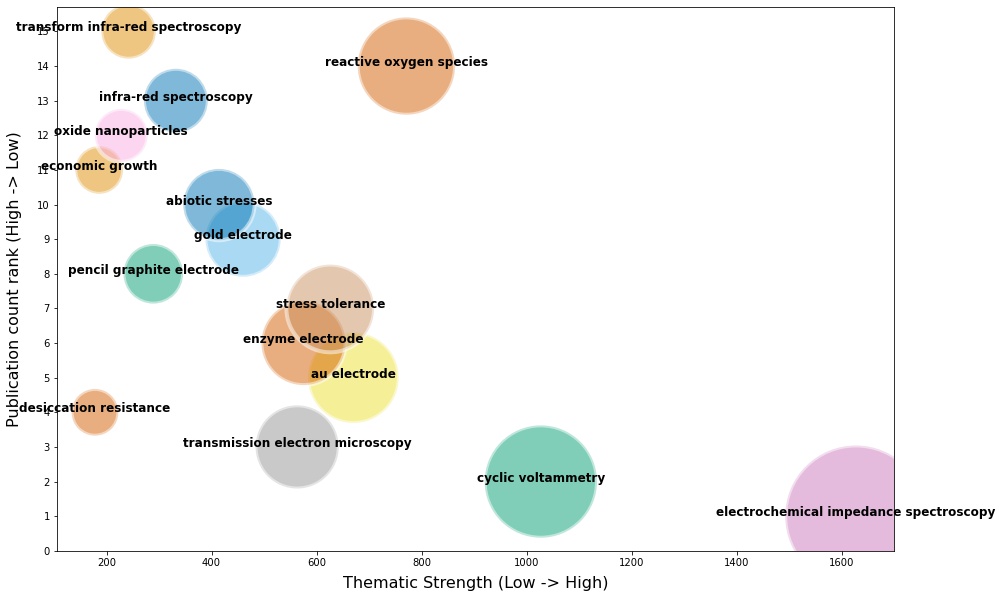 transform infra-red spectroscopy
15
reactive oxygen species
14
infra-red spectroscopy
13
oxide nanoparticles
12
economic growth
11
abiotic stresses
10
gold electrode
9
pencil graphite electrode
8
stress tolerance
7
enzyme electrode
6
au electrode
5
desiccation resistance
4
transmission electron microscopy
3
cyclic voltammetry
2
electrochemical impedance spectroscopy
1
0
200 400 600 800 1000 1200 1400 1600
Thematic Strength (Low -> High)
Publication count rank (High -> Low)